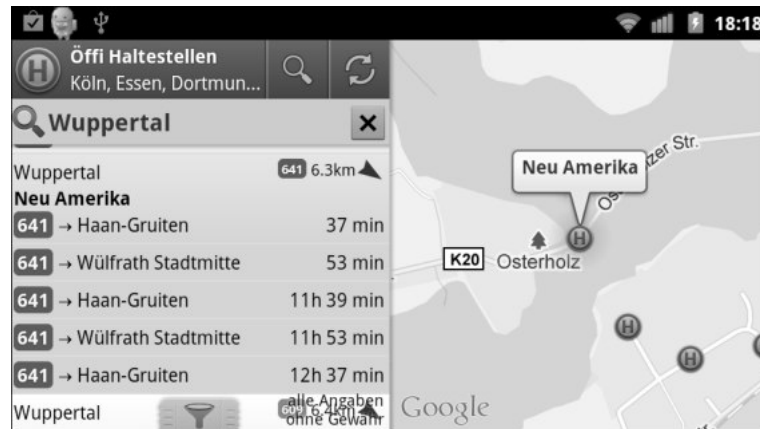 18:18
Öffi Haltestellen
Köln, Essen, Dortmun...
Wuppertal
Wuppertal 641 6.3km
Neu Amerika
641 → Haan-Gruiten 37 min
641 → Wülfrath Stadtmitte 53 min
641 → Haan-Gruiten 11h 39 min
641 → Wülfrath Stadtmitte 11h 53 min
641 → Haan-Gruiten 12h 37 min
Wuppertal 609 6.4km
alle Angaben
ohne Gewähr
Neu Amerika
zer Str.
K20 Osterholz
H
H
H
H
Google